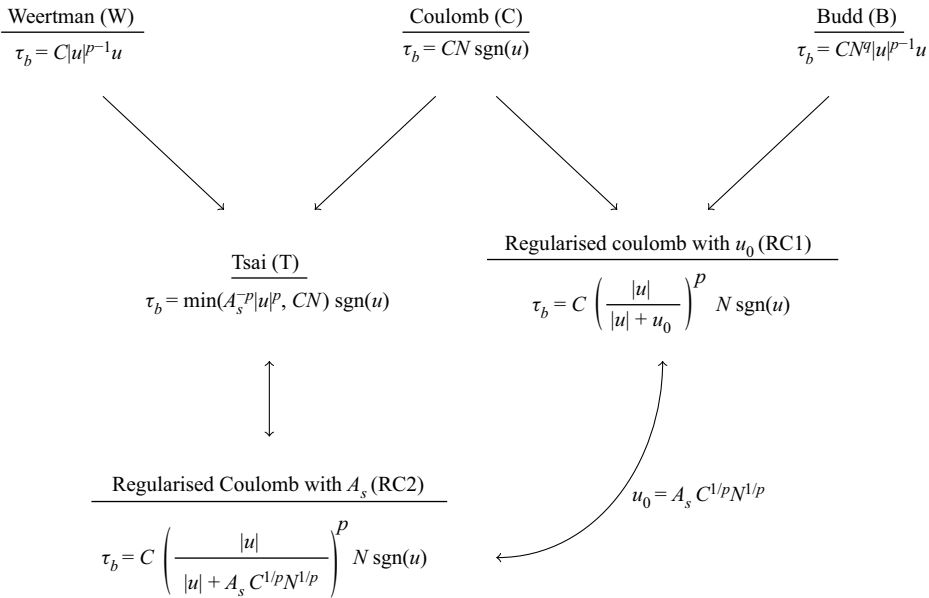 Weertman (W)
τ_b = C|u|^{p−1}u
Coulomb (C)
τ_b = CN sgn(u)
Budd (B)
τ_b = CN^q|u|^{p−1}u
Tsai (T)
τ_b = min(A_s^{−p}|u|^p, CN) sgn(u)
Regularised coulomb with u_0 (RC1)
τ_b = C (|u| / (|u| + u_0))^p N sgn(u)
Regularised Coulomb with A_s (RC2)
τ_b = C (|u| / (|u| + A_s C^{1/p}N^{1/p}))^p N sgn(u)
u_0 = A_s C^{1/p}N^{1/p}